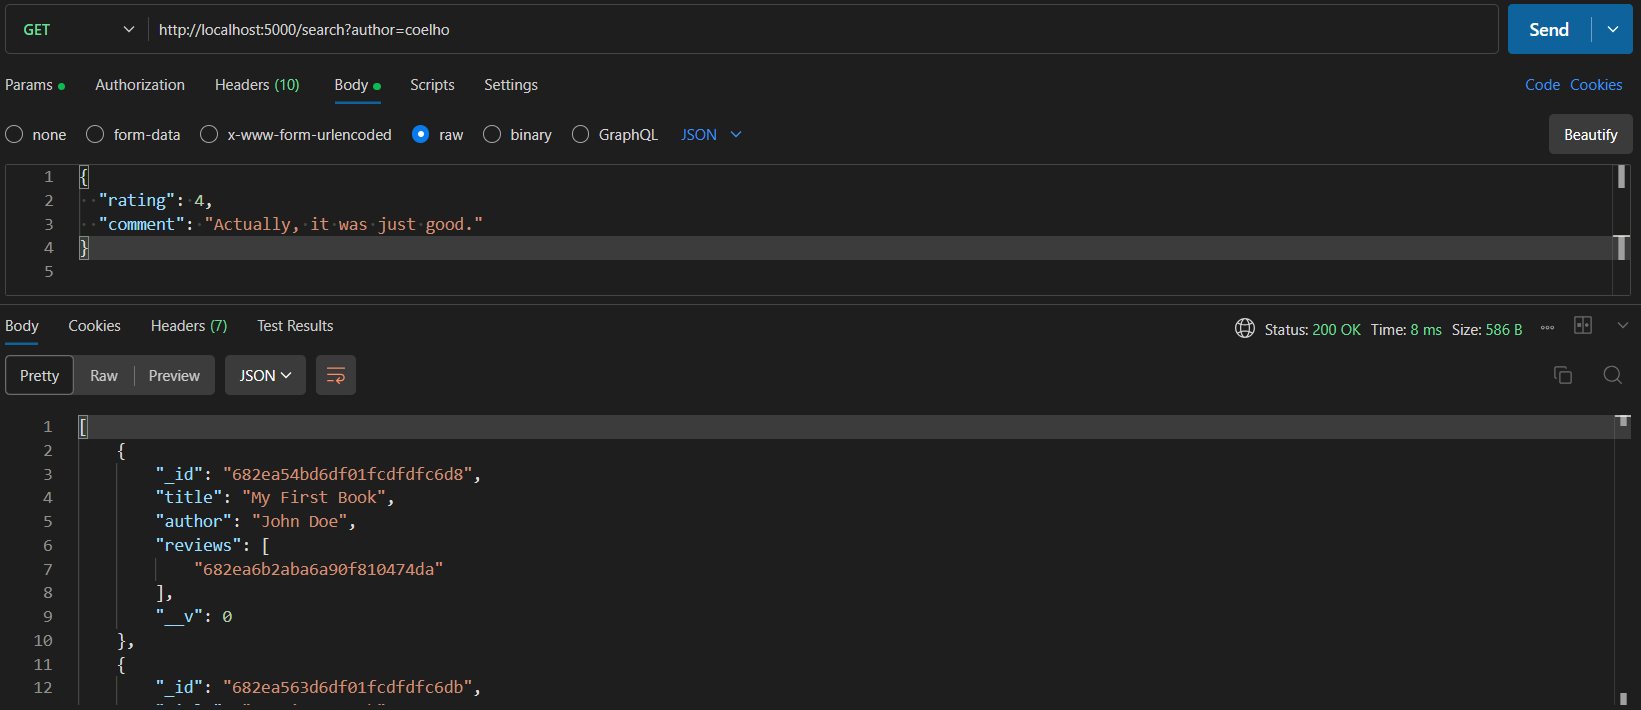 GET http://localhost:5000/search?author=coelho Send
Params Authorization Headers (10) Body Scripts Settings Code Cookies
none form-data x-www-form-urlencoded raw binary GraphQL JSON Beautify
1 {
2 "rating": 4,
3 "comment": "Actually, it was just good."
4 }
5
Body Cookies Headers (7) Test Results Status: 200 OK Time: 8 ms Size: 586 B
Pretty Raw Preview JSON
1 [
2 {
3 "_id": "682ea54bd6df01fcdfdfc6d8",
4 "title": "My First Book",
5 "author": "John Doe",
6 "reviews": [
7 "682ea6b2aba6a90f810474da"
8 ],
9 "__v": 0
10 },
11 {
12 "_id": "682ea563d6df01fcdfdfc6db",